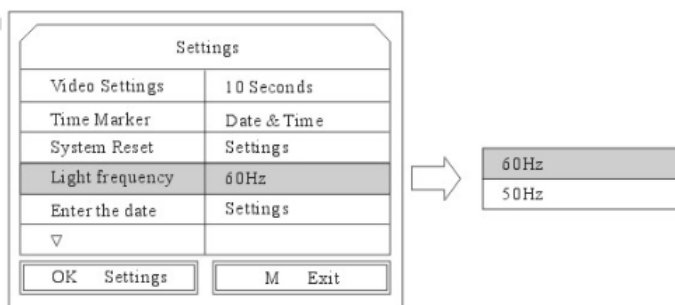 Settings
Video Settings 10 Seconds
Time Marker Date & Time
System Reset Settings
Light frequency 60Hz
Enter the date Settings
▽
OK Settings M Exit
60Hz
50Hz